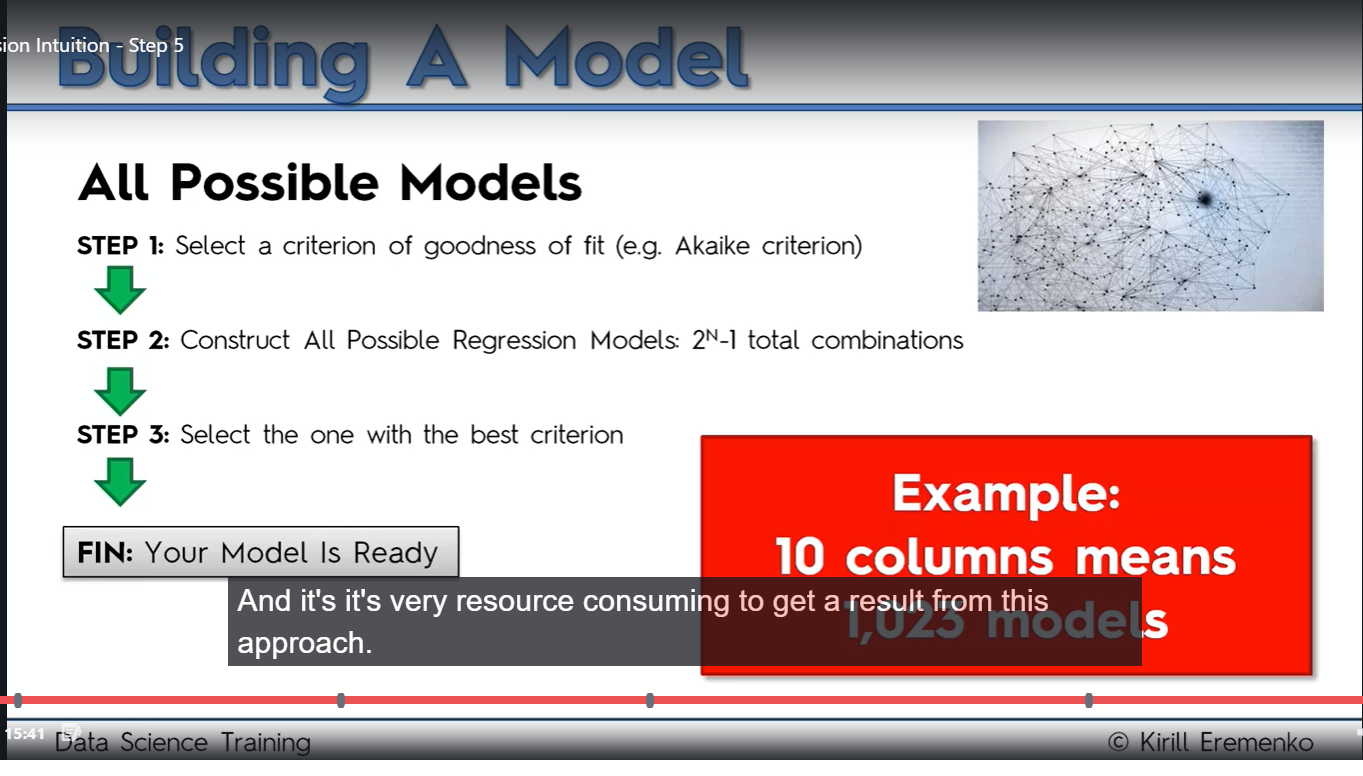 sion Intuition - Step 5
Building A Model
All Possible Models
STEP 1: Select a criterion of goodness of fit (e.g. Akaike criterion)
STEP 2: Construct All Possible Regression Models: 2ᴺ-1 total combinations
STEP 3: Select the one with the best criterion
FIN: Your Model Is Ready
Example:
10 columns means
1,023 models
And it's it's very resource consuming to get a result from this
approach.
15:41
Data Science Training
© Kirill Eremenko